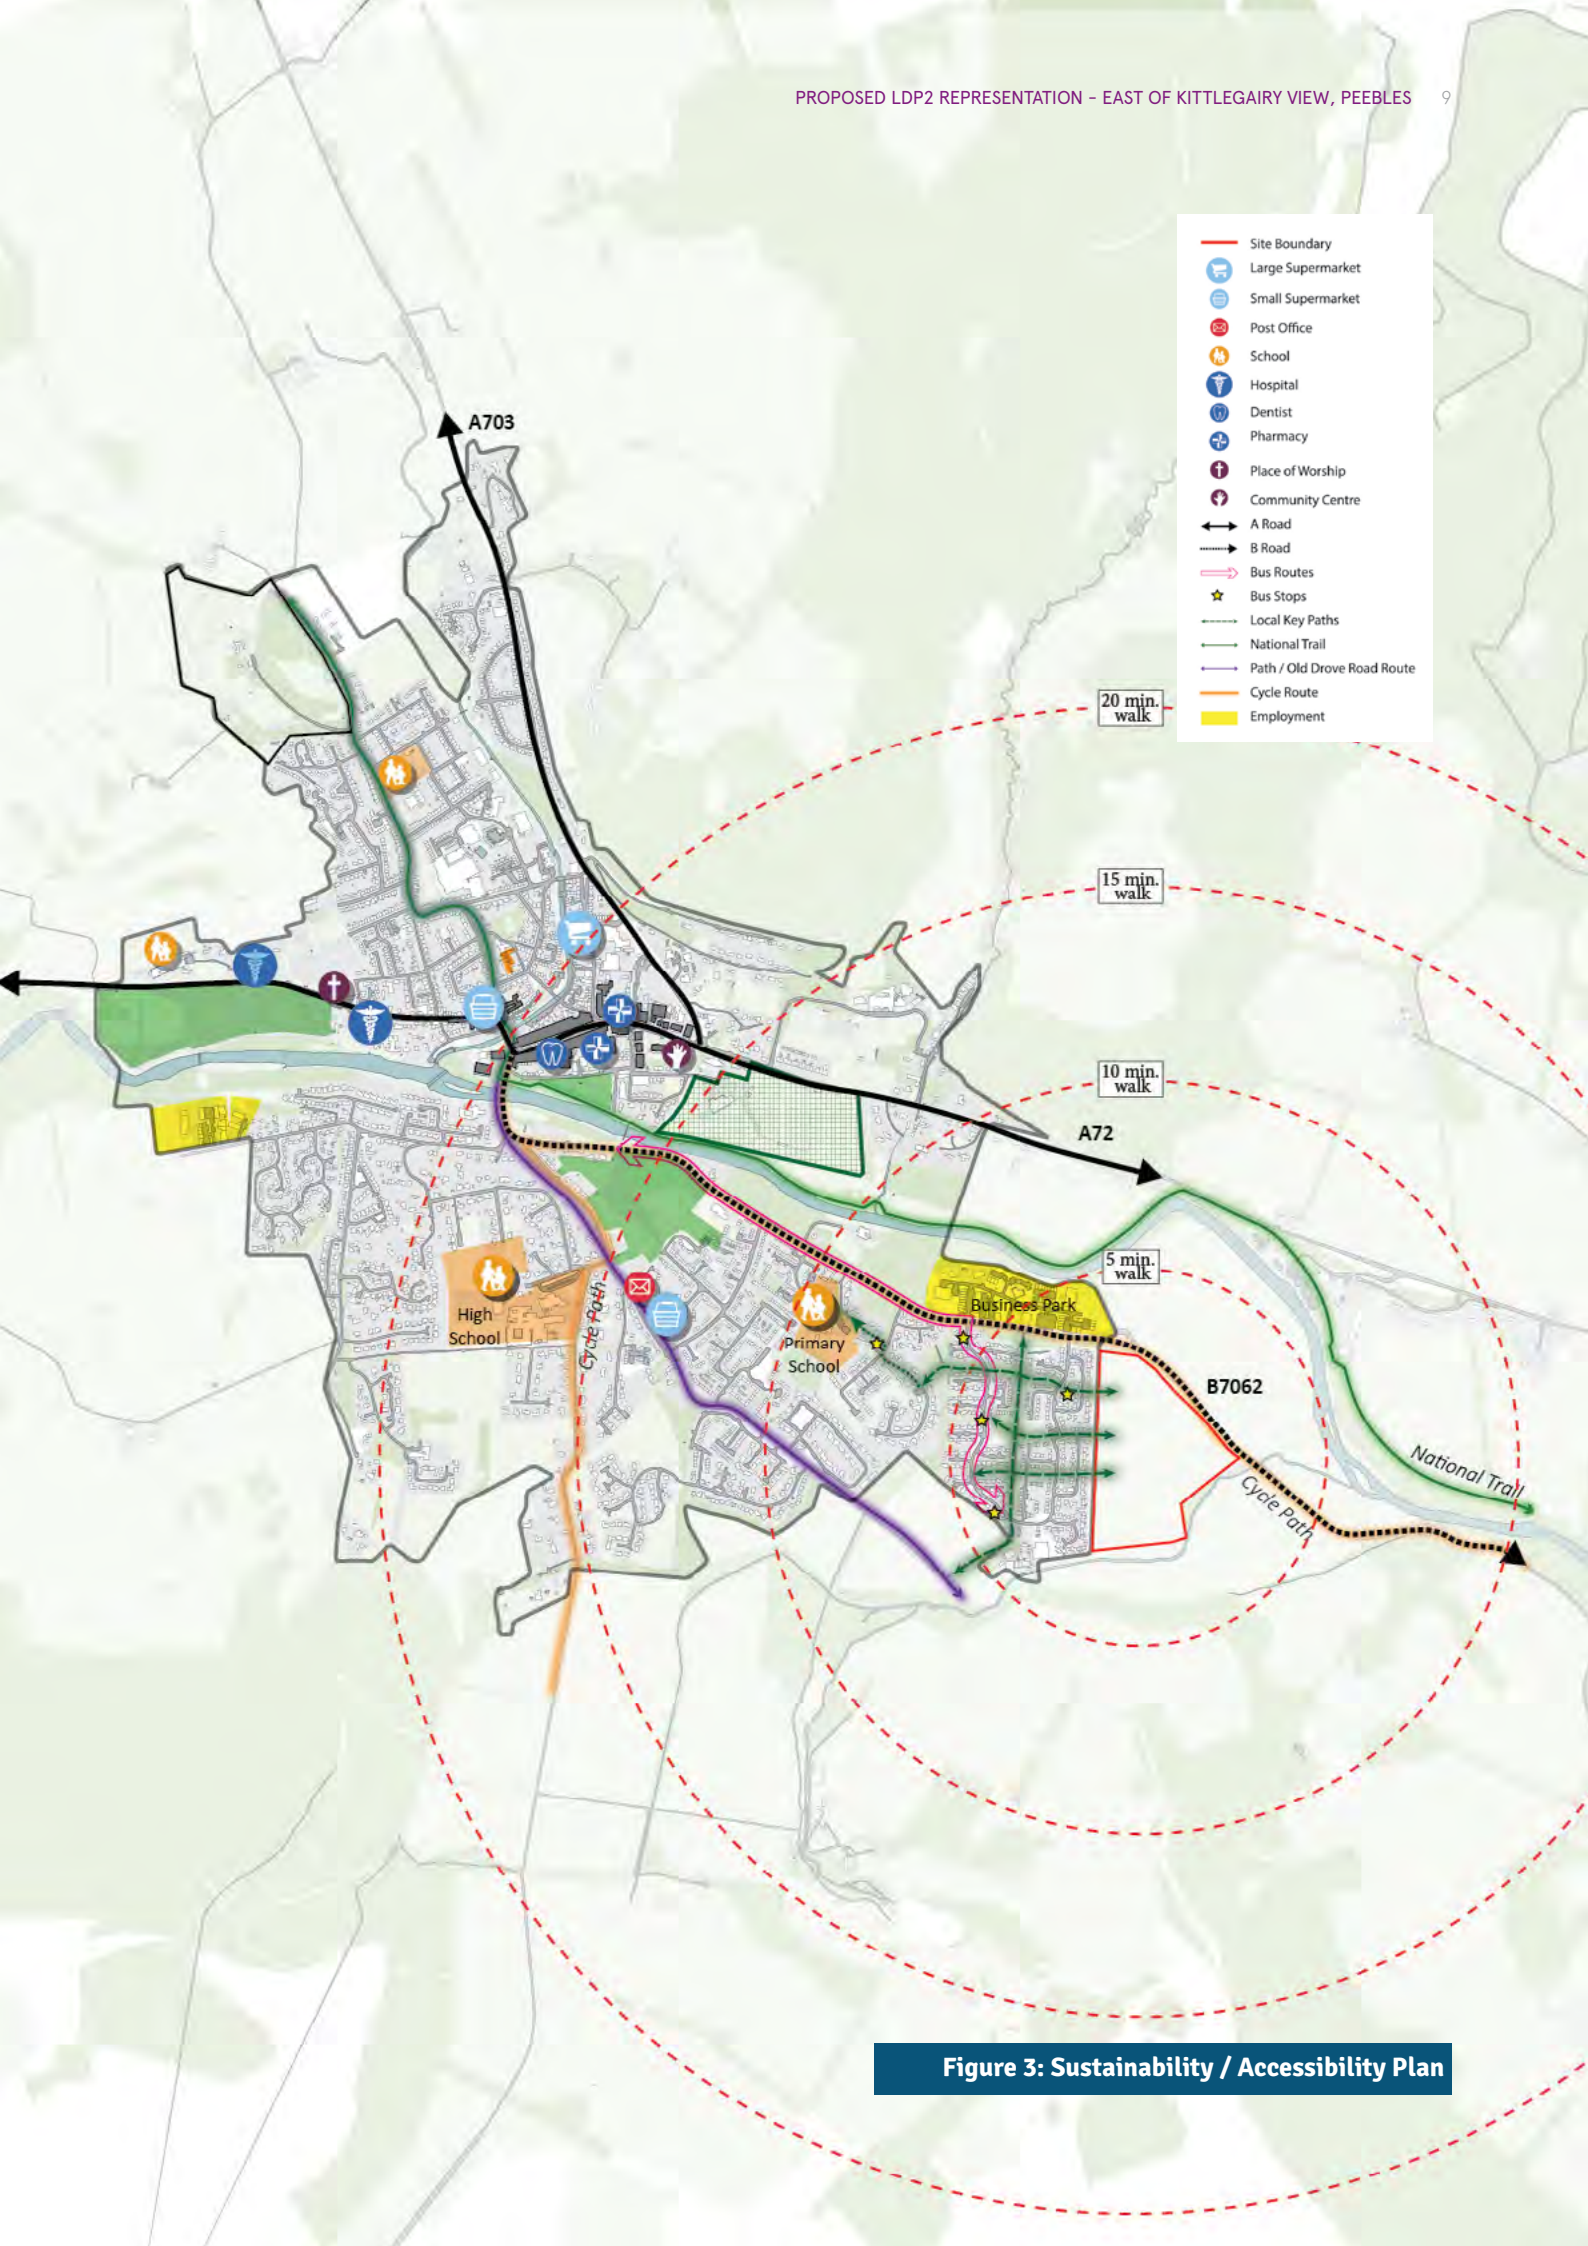 PROPOSED LDP2 REPRESENTATION – EAST OF KITTLEGAIRY VIEW, PEEBLES 9
Site Boundary
Large Supermarket
Small Supermarket
Post Office
School
Hospital
Dentist
Pharmacy
Place of Worship
Community Centre
A Road
B Road
Bus Routes
Bus Stops
Local Key Paths
National Trail
Path / Old Drove Road Route
Cycle Route
Employment
A703
20 min.
walk
15 min.
walk
10 min.
walk
A72
5 min.
walk
Business Park
High
School
Cycle Path
Primary
School
B7062
National Trail
Cycle Path
Figure 3: Sustainability / Accessibility Plan